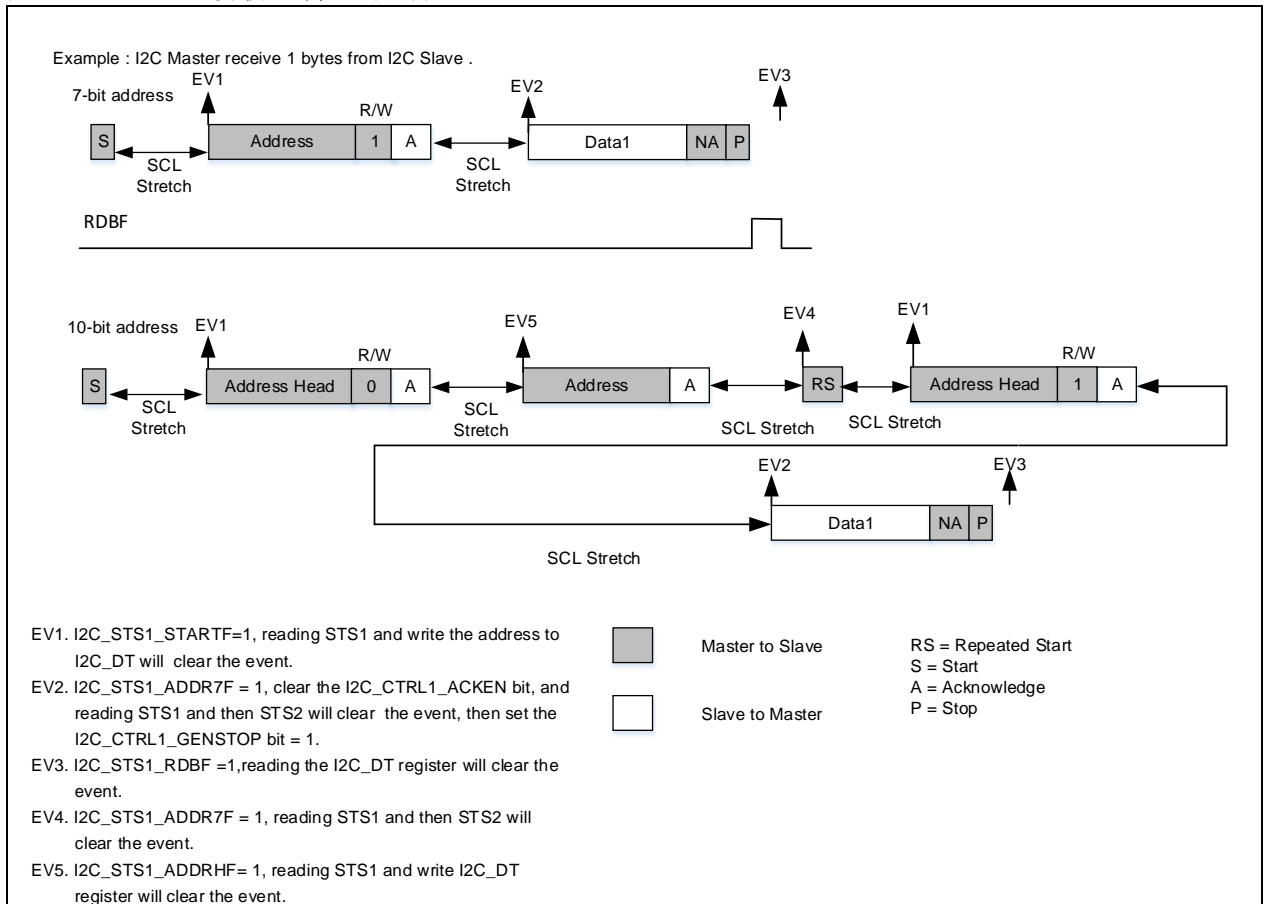 Example : I2C Master receive 1 bytes from I2C Slave .
EV1
EV2
EV3
7-bit address
R/W
S
Address
1
A
Data1
NA
P
SCL
Stretch
SCL
Stretch
RDBF
10-bit address
EV1
EV5
EV4
EV1
R/W
R/W
S
Address Head
0
A
Address
A
RS
Address Head
1
A
SCL
Stretch
SCL
Stretch
SCL Stretch
SCL Stretch
EV2
EV3
Data1
NA
P
SCL Stretch
EV1. I2C_STS1_STARTF=1, reading STS1 and write the address to
I2C_DT will clear the event.
EV2. I2C_STS1_ADDR7F = 1, clear the I2C_CTRL1_ACKEN bit, and
reading STS1 and then STS2 will clear the event, then set the
I2C_CTRL1_GENSTOP bit = 1.
EV3. I2C_STS1_RDBF =1,reading the I2C_DT register will clear the
event.
EV4. I2C_STS1_ADDR7F = 1, reading STS1 and then STS2 will
clear the event.
EV5. I2C_STS1_ADDRHF= 1, reading STS1 and write I2C_DT
register will clear the event.
Master to Slave
Slave to Master
RS = Repeated Start
S = Start
A = Acknowledge
P = Stop